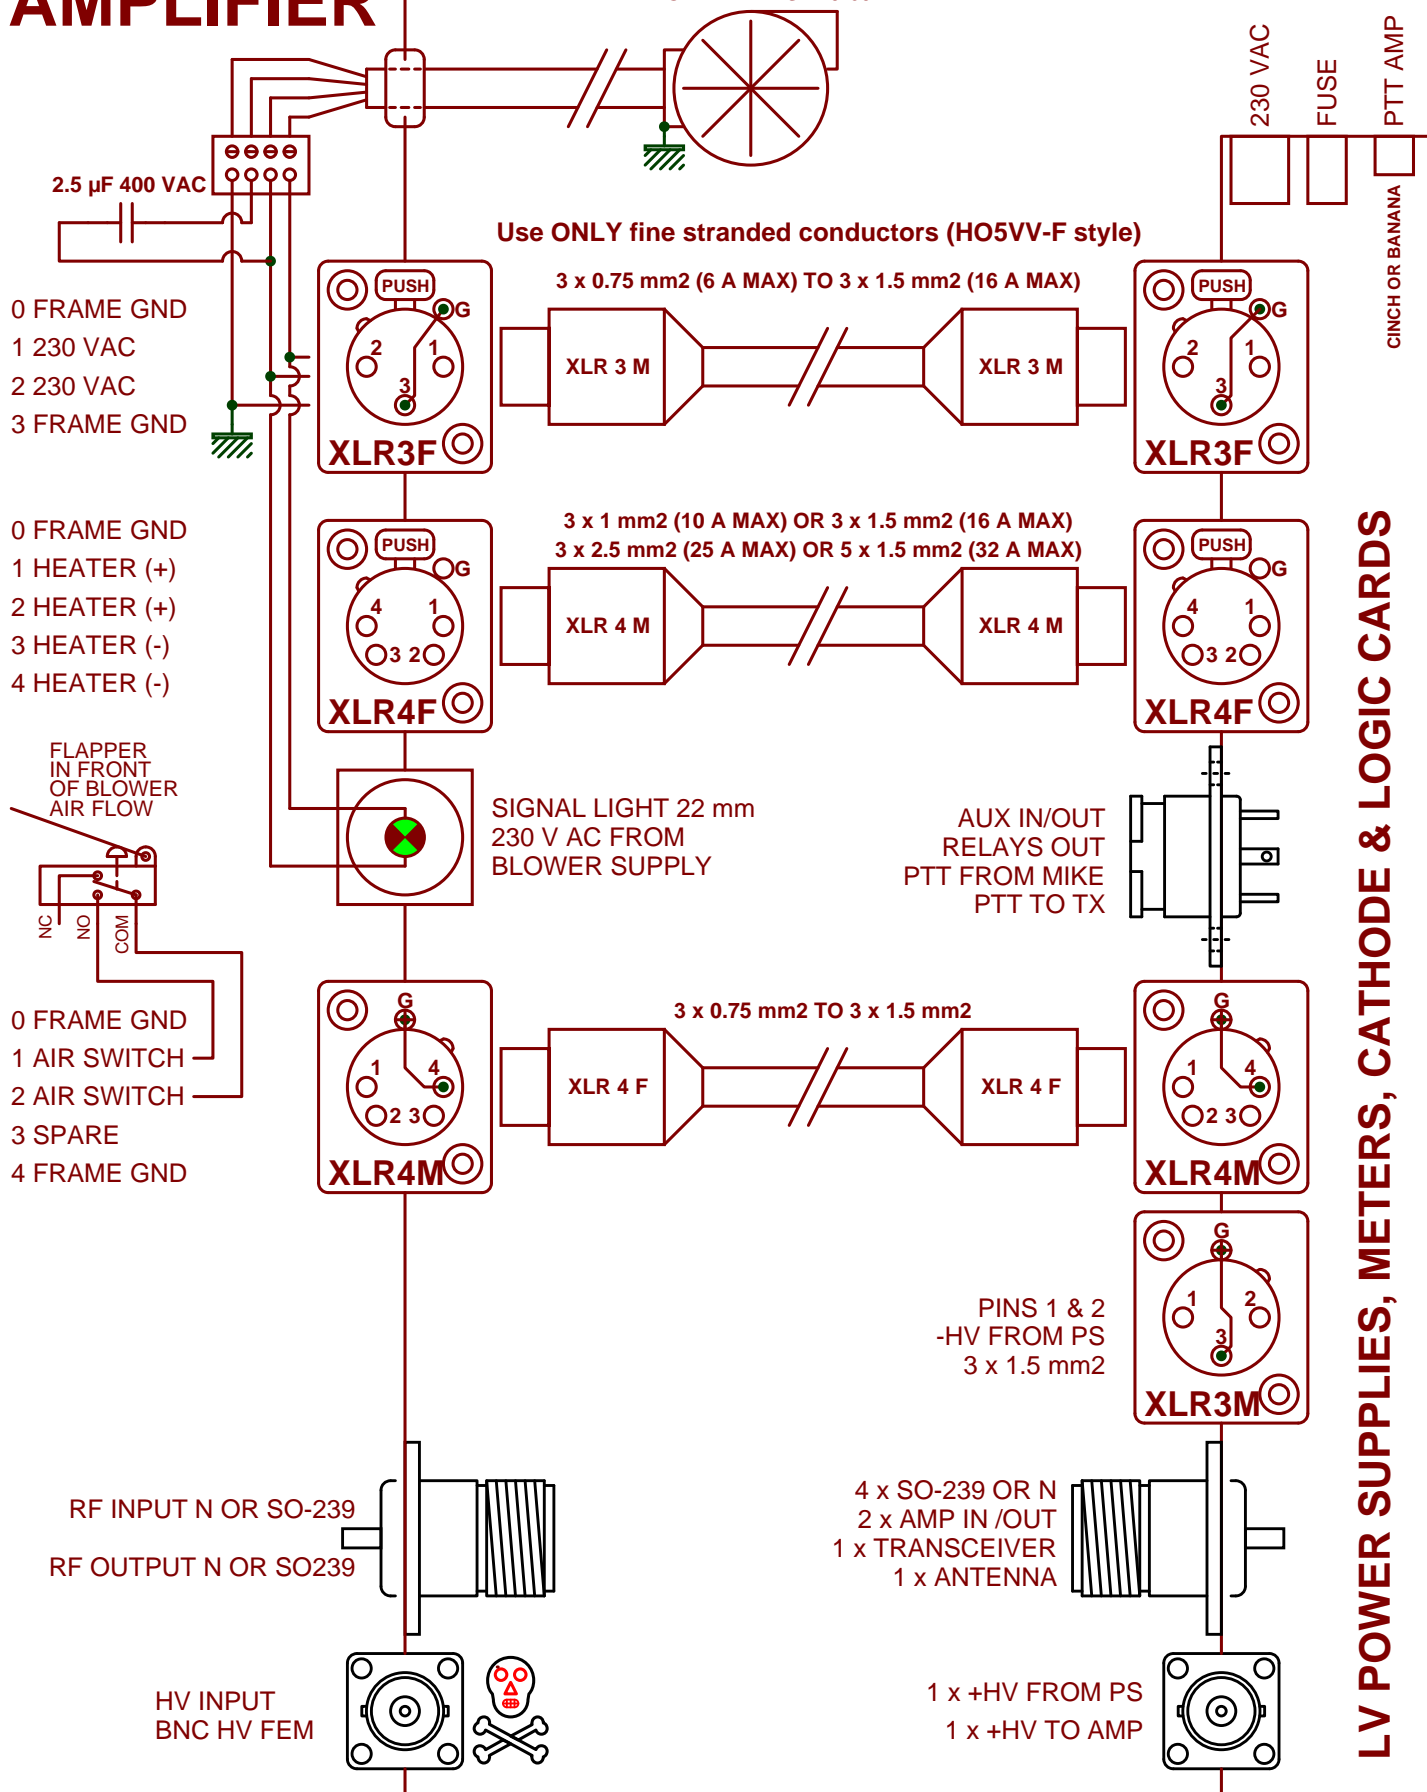 AMPLIFIER
230 VAC
FUSE
PTT AMP
CINCH OR BANANA
2.5 µF 400 VAC
Use ONLY fine stranded conductors (HO5VV-F style)
3 x 0.75 mm2 (6 A MAX) TO 3 x 1.5 mm2 (16 A MAX)
0 FRAME GND
1 230 VAC
2 230 VAC
3 FRAME GND
PUSH
G
2
1
3
XLR3F
XLR 3 M
XLR 3 M
PUSH
G
2
1
3
XLR3F
3 x 1 mm2 (10 A MAX) OR 3 x 1.5 mm2 (16 A MAX)
3 x 2.5 mm2 (25 A MAX) OR 5 x 1.5 mm2 (32 A MAX)
0 FRAME GND
1 HEATER (+)
2 HEATER (+)
3 HEATER (-)
4 HEATER (-)
PUSH
G
4
1
3 2
XLR4F
XLR 4 M
XLR 4 M
PUSH
G
4
1
3 2
XLR4F
FLAPPER
IN FRONT
OF BLOWER
AIR FLOW
NC
NO
COM
SIGNAL LIGHT 22 mm
230 V AC FROM
BLOWER SUPPLY
AUX IN/OUT
RELAYS OUT
PTT FROM MIKE
PTT TO TX
0 FRAME GND
1 AIR SWITCH
2 AIR SWITCH
3 SPARE
4 FRAME GND
G
1
4
2 3
XLR4M
3 x 0.75 mm2 TO 3 x 1.5 mm2
XLR 4 F
XLR 4 F
G
1
4
2 3
XLR4M
PINS 1 & 2
-HV FROM PS
3 x 1.5 mm2
G
1
2
3
XLR3M
RF INPUT N OR SO-239
RF OUTPUT N OR SO239
4 x SO-239 OR N
2 x AMP IN /OUT
1 x TRANSCEIVER
1 x ANTENNA
HV INPUT
BNC HV FEM
1 x +HV FROM PS
1 x +HV TO AMP
LV POWER SUPPLIES, METERS, CATHODE & LOGIC CARDS